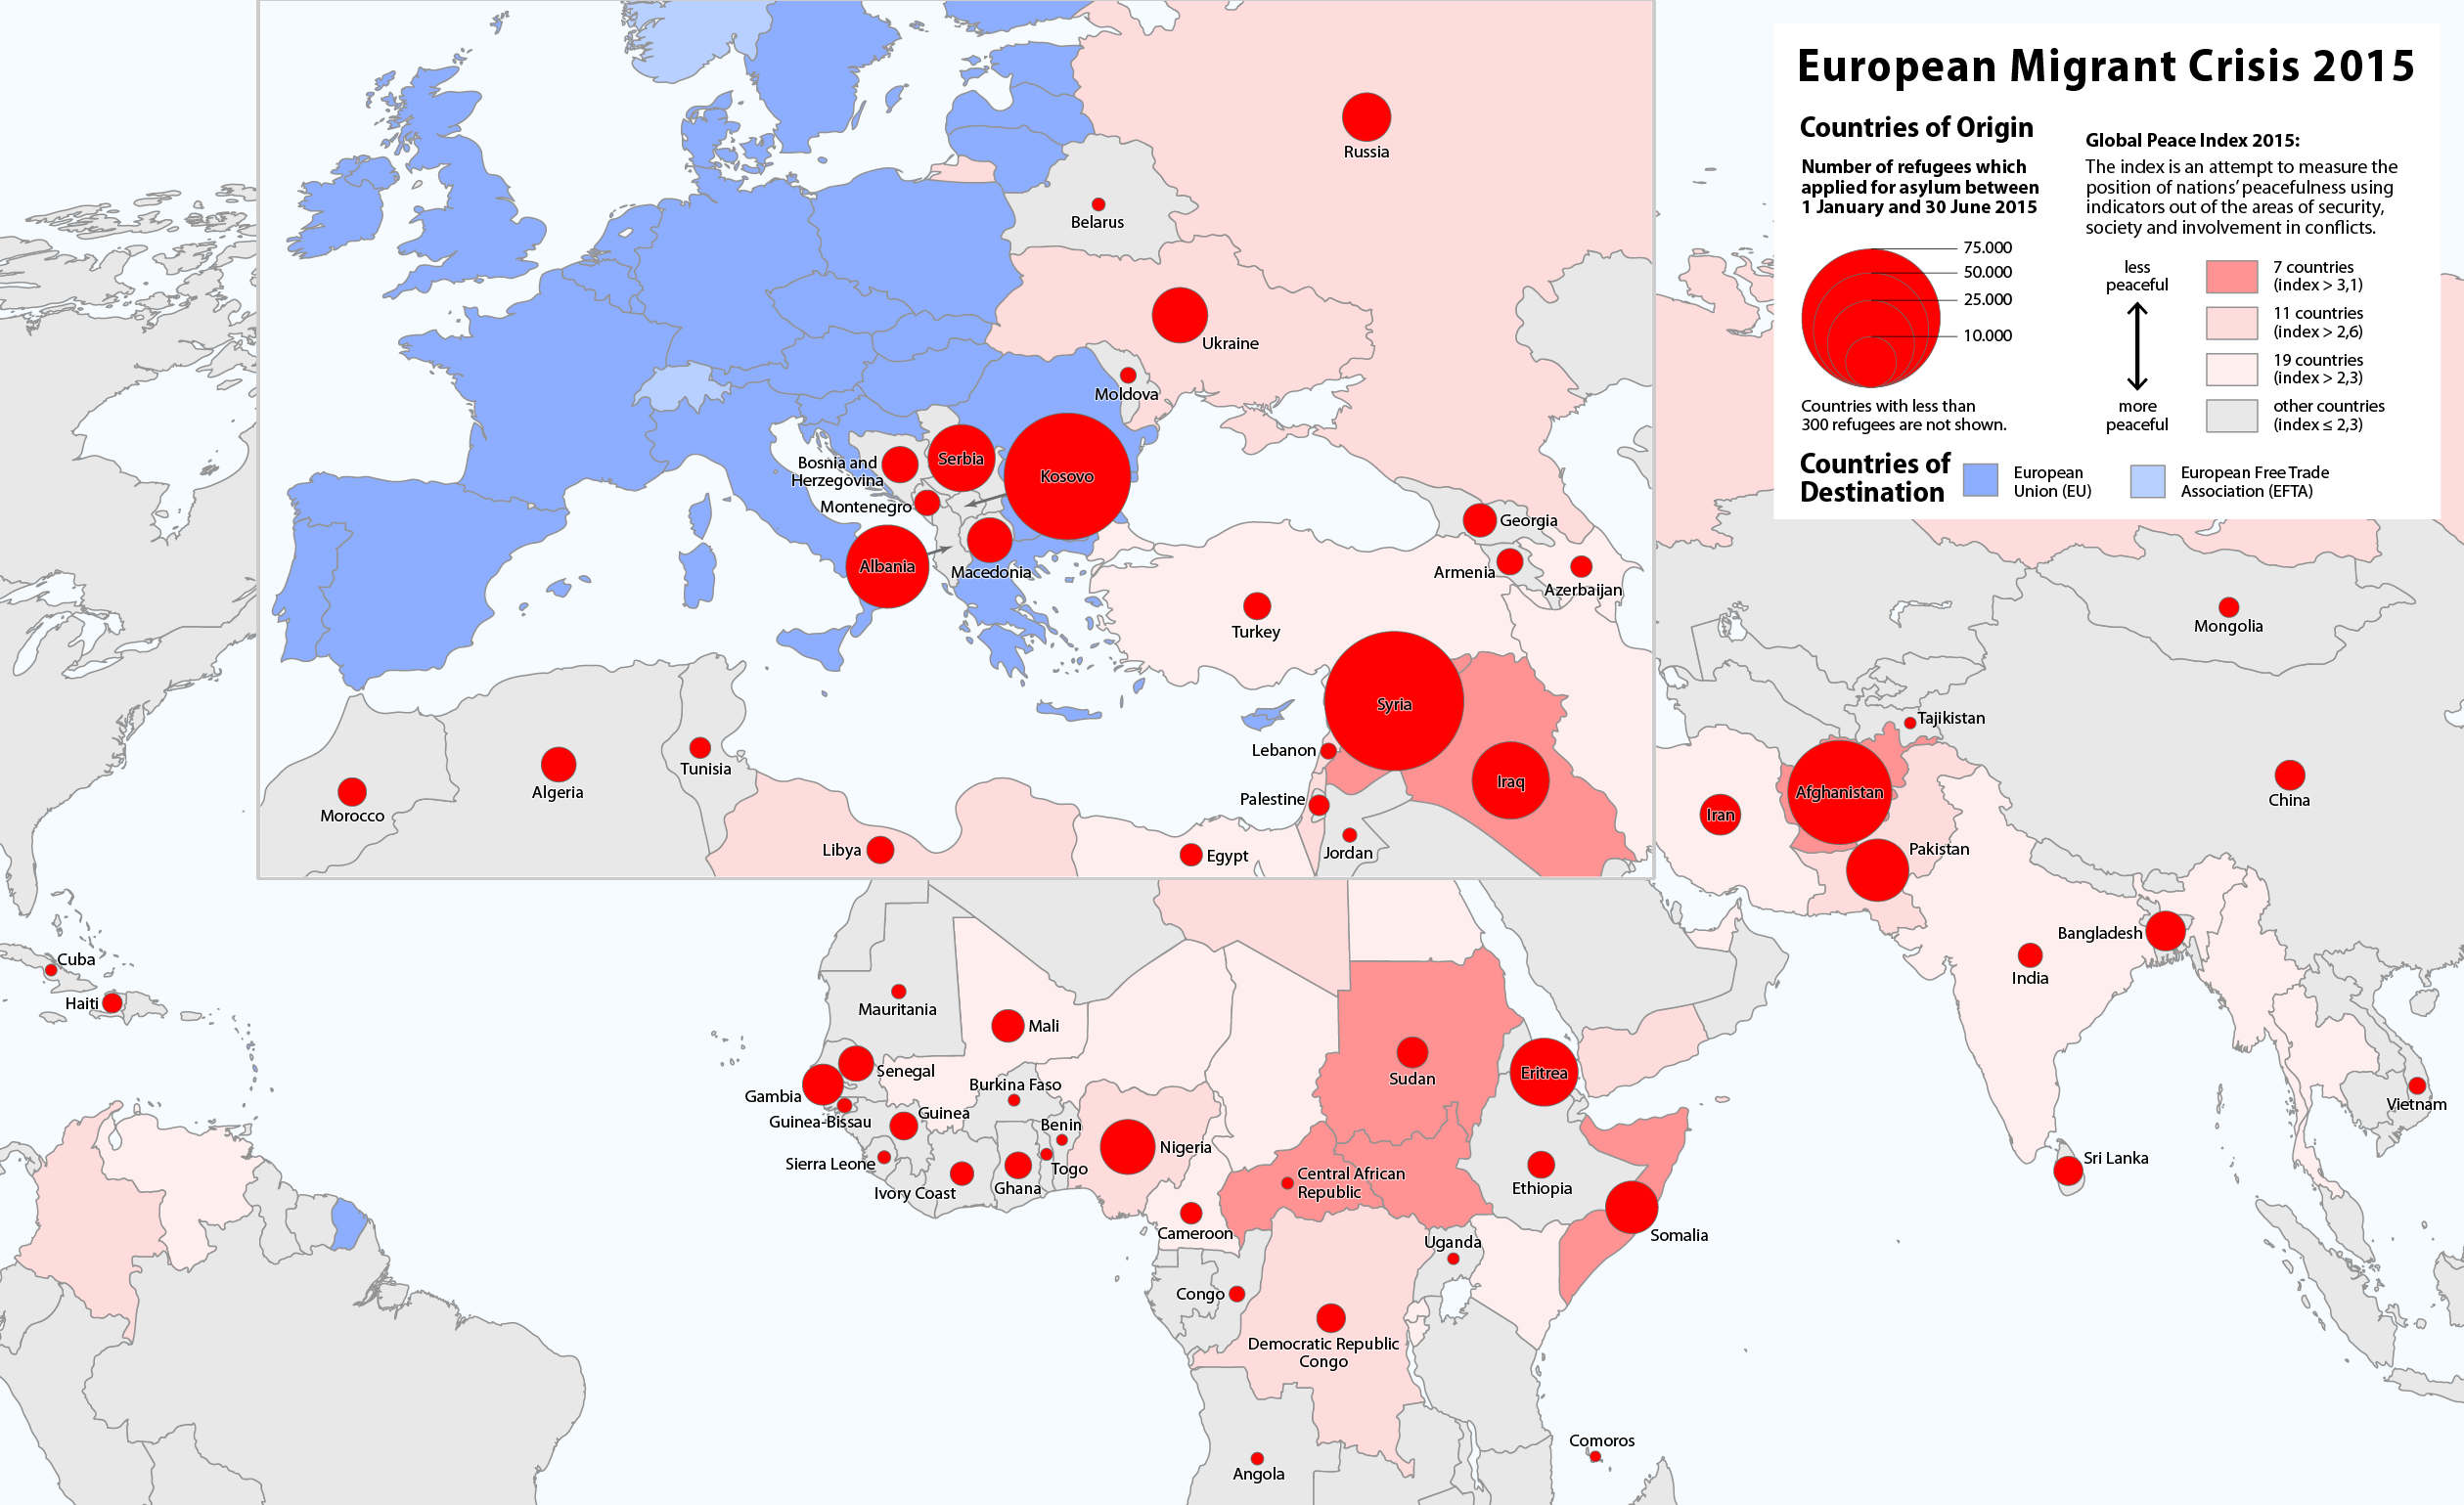 European Migrant Crisis 2015
Countries of Origin
Number of refugees which
applied for asylum between
1 January and 30 June 2015
75.000
50.000
25.000
10.000
Countries with less than
300 refugees are not shown.
Global Peace Index 2015:
The index is an attempt to measure the
position of nations' peacefulness using
indicators out of the areas of security,
society and involvement in conflicts.
less
peaceful
more
peaceful
7 countries
(index > 3,1)
11 countries
(index > 2,6)
19 countries
(index > 2,3)
other countries
(index ≤ 2,3)
Countries of
Destination
European
Union (EU)
European Free Trade
Association (EFTA)
Russia
Belarus
Ukraine
Moldova
Bosnia and
Herzegovina
Serbia
Kosovo
Montenegro
Albania
Macedonia
Georgia
Armenia
Azerbaijan
Turkey
Syria
Lebanon
Iraq
Palestine
Jordan
Tunisia
Algeria
Morocco
Libya
Egypt
Mongolia
Tajikistan
Afghanistan
Iran
China
Pakistan
Bangladesh
India
Vietnam
Sri Lanka
Cuba
Haiti
Mauritania
Mali
Senegal
Gambia
Burkina Faso
Guinea-Bissau
Guinea
Benin
Sierra Leone
Togo
Ivory Coast
Ghana
Nigeria
Sudan
Eritrea
Central African
Republic
Ethiopia
Somalia
Cameroon
Uganda
Congo
Democratic Republic
Congo
Comoros
Angola